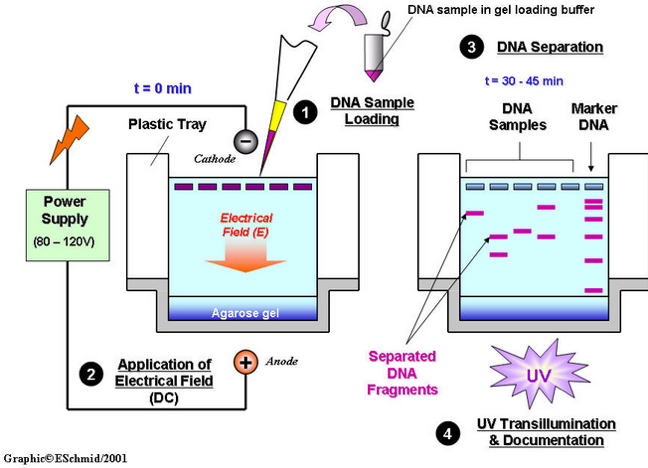 DNA sample in gel loading buffer
t = 0 min
1
DNA Sample
Loading
3
DNA Separation
t = 30 - 45 min
Plastic Tray
−
Cathode
DNA
Samples
Marker
DNA
Power
Supply
(80 – 120V)
Electrical
Field (E)
Agarose gel
2
Application of
Electrical Field
(DC)
+
Anode
Separated
DNA
Fragments
UV
4
UV Transillumination
& Documentation
Graphic©ESchmid/2001